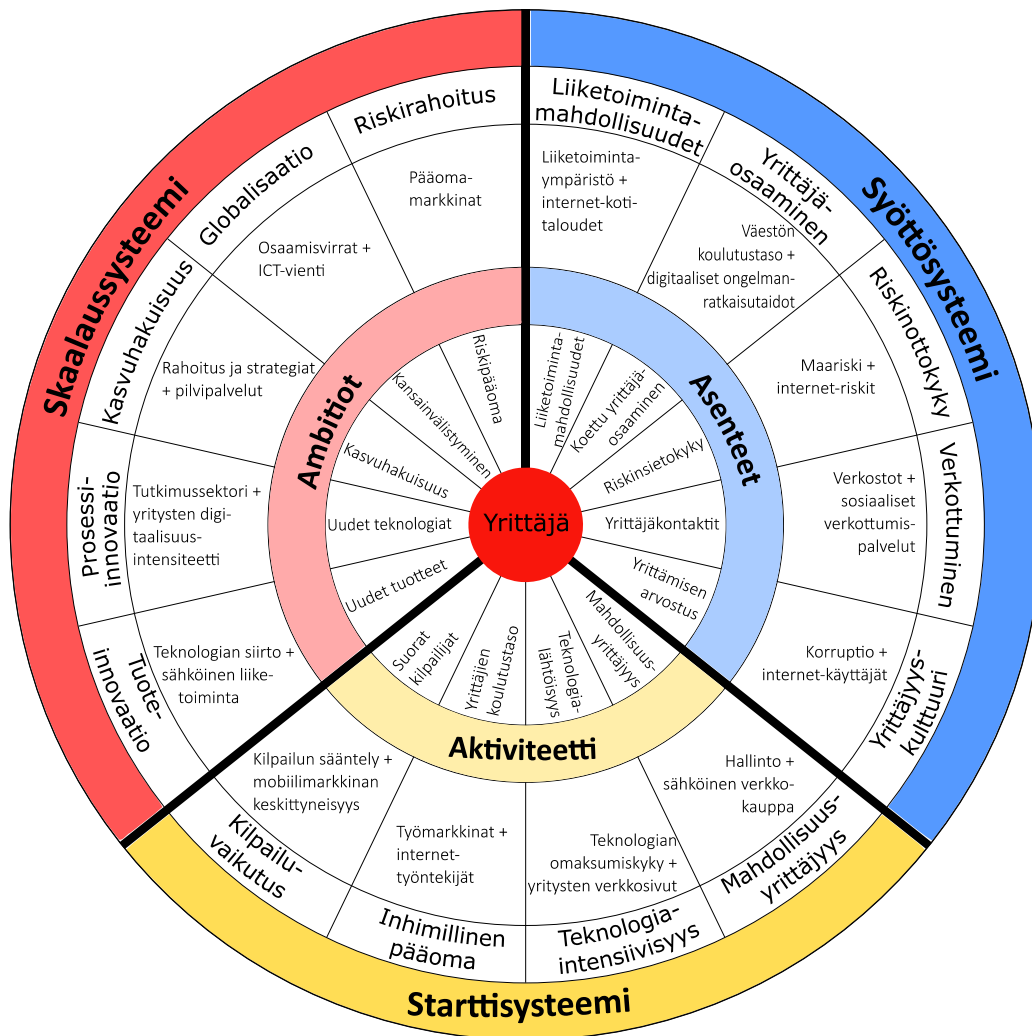 Syöttösysteemi
Liiketoiminta-
mahdollisuudet
Yrittäjä-
osaaminen
Riskinottokyky
Verkottuminen
Yrittäjyys-
kulttuuri
Liiketoiminta-
ympäristö +
internet-koti-
taloudet
Väestön
koulutustaso +
digitaaliset ongelman-
ratkaisutaidot
Maariski +
internet-riskit
Verkostot +
sosiaaliset
verkottumis-
palvelut
Korruptio +
internet-käyttäjät
Asenteet
Liiketoiminta-
mahdollisuudet
Koettu yrittäjä-
osaaminen
Riskinsietokyky
Yrittäjäkontaktit
Yrittämisen
arvostus
Starttisysteemi
Mahdollisuus-
yrittäjyys
Teknologia-
intensiivisyys
Inhimillinen
pääoma
Kilpailu-
vaikutus
Hallinto +
sähköinen verkko-
kauppa
Teknologian
omaksumiskyky +
yritysten verkkosivut
Työmarkkinat +
internet-
työntekijät
Kilpailun sääntely +
mobiilimarkkinan
keskittyneisyys
Aktiviteetti
Mahdollisuus-
yrittäjyys
Teknologia-
lähtöisyys
Yrittäjien
koulutustaso
Suorat
kilpailijat
Skaalaussysteemi
Tuote-
innovaatio
Prosessi-
innovaatio
Kasvuhakuisuus
Globalisaatio
Riskirahoitus
Teknologian siirto +
sähköinen liike-
toiminta
Tutkimussektori +
yritysten digi-
taalisuus-
intensiteetti
Rahoitus ja strategiat
+ pilvipalvelut
Osaamisvirrat +
ICT-vienti
Pääoma-
markkinat
Ambitiot
Uudet tuotteet
Uudet teknologiat
Kasvuhakuisuus
Kansainvälistyminen
Riskipääoma
Yrittäjä